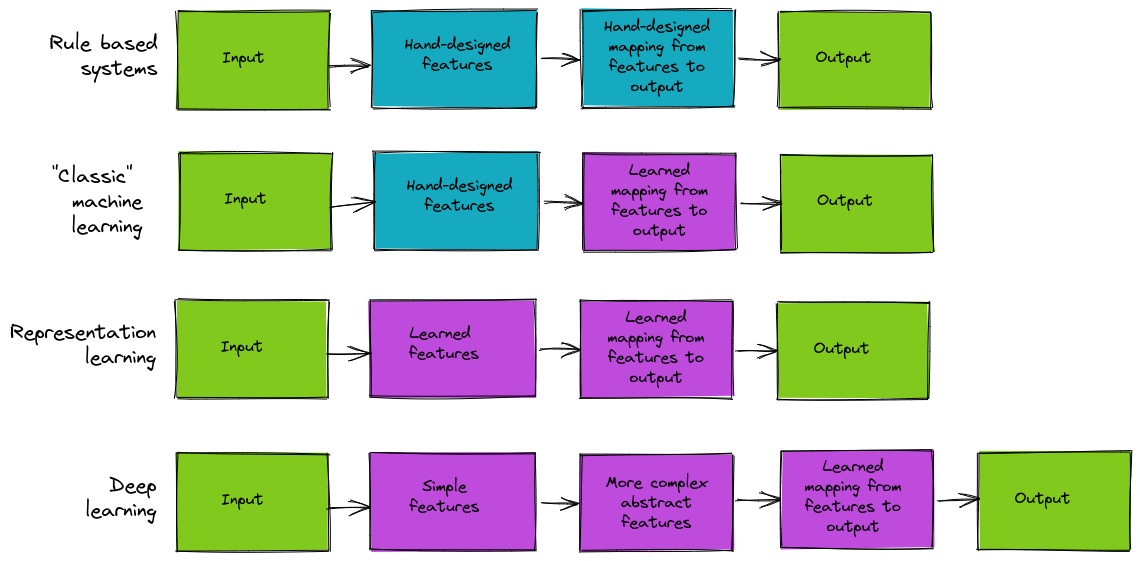 Rule based
systems
Input
Hand-designed
features
Hand-designed
mapping from
features to
output
Output
"Classic"
machine
learning
Input
Hand-designed
features
Learned
mapping from
features to
output
Output
Representation
learning
Input
Learned
features
Learned
mapping from
features to
output
Output
Deep
learning
Input
Simple
features
More complex
abstract
features
Learned
mapping from
features to
output
Output